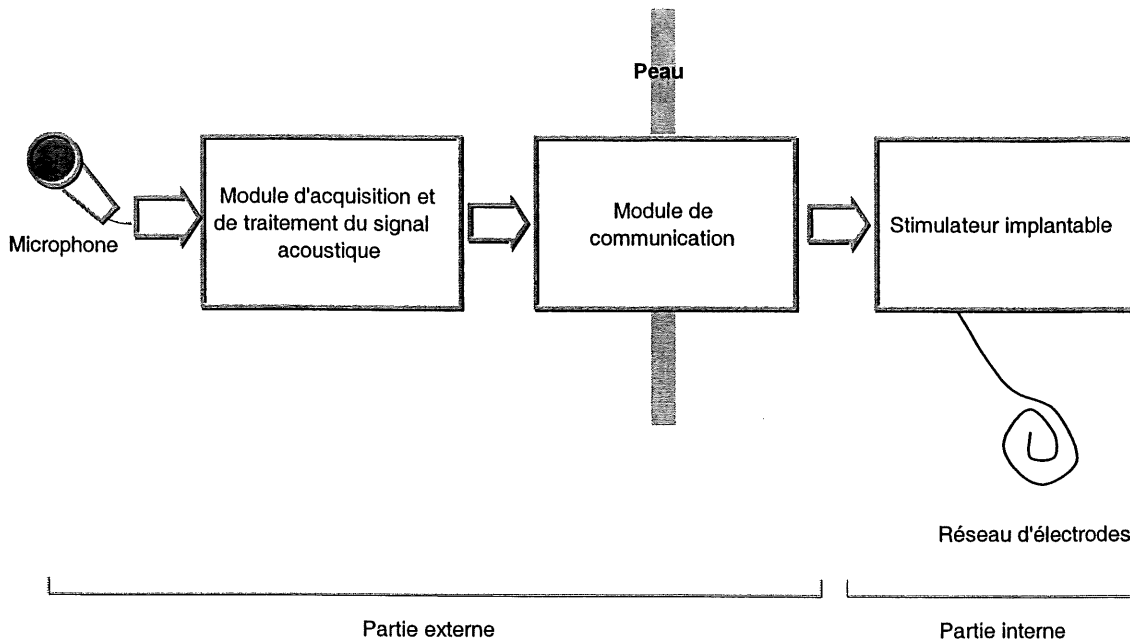 Peau
Microphone
Module d'acquisition et
de traitement du signal
acoustique
Module de
communication
Stimulateur implantable
Réseau d'électrodes
Partie externe
Partie interne